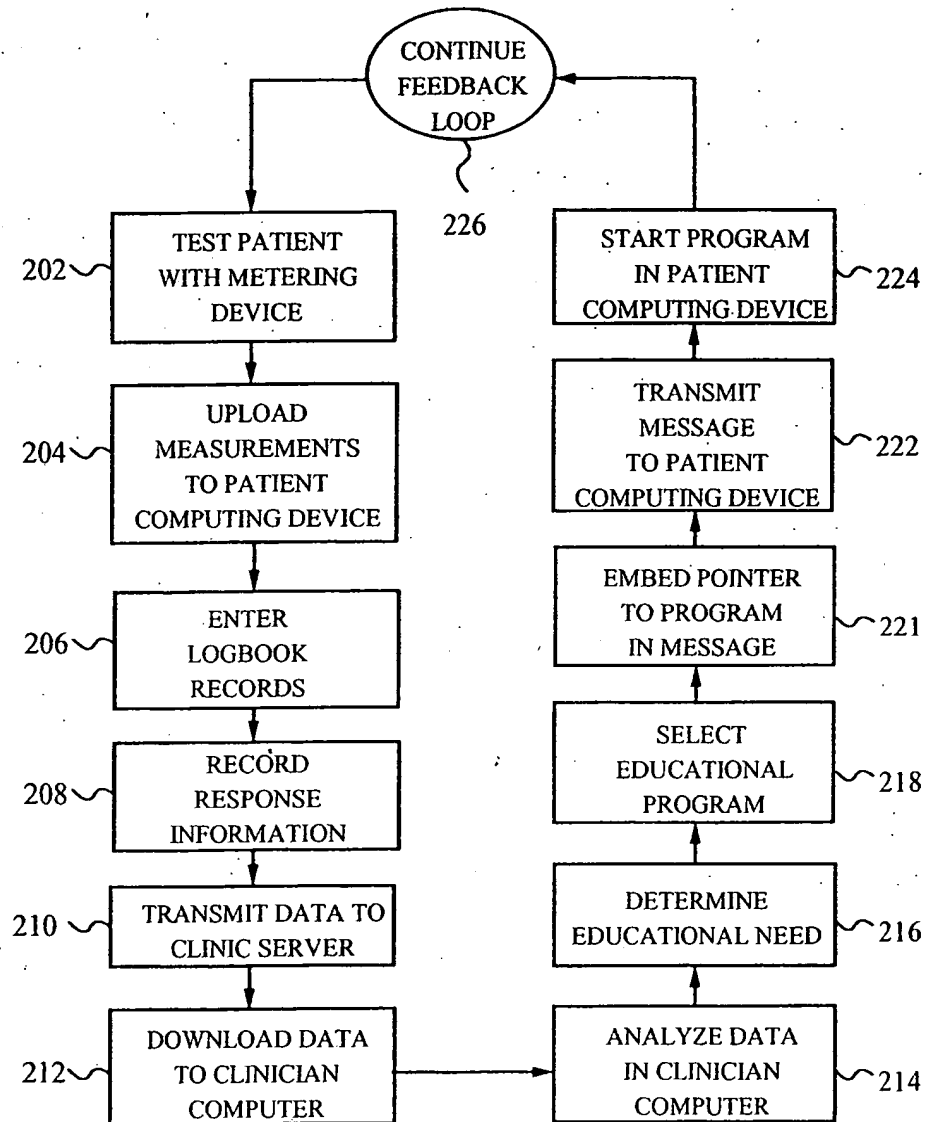 CONTINUE
FEEDBACK
LOOP
226
202
TEST PATIENT
WITH METERING
DEVICE
204
UPLOAD
MEASUREMENTS
TO PATIENT
COMPUTING DEVICE
206
ENTER
LOGBOOK
RECORDS
208
RECORD
RESPONSE
INFORMATION
210
TRANSMIT DATA TO
CLINIC SERVER
212
DOWNLOAD DATA
TO CLINICIAN
COMPUTER
ANALYZE DATA
IN CLINICIAN
COMPUTER
214
DETERMINE
EDUCATIONAL NEED
216
SELECT
EDUCATIONAL
PROGRAM
218
EMBED POINTER
TO PROGRAM
IN MESSAGE
221
TRANSMIT
MESSAGE
TO PATIENT
COMPUTING DEVICE
222
START PROGRAM
IN PATIENT
COMPUTING DEVICE
224